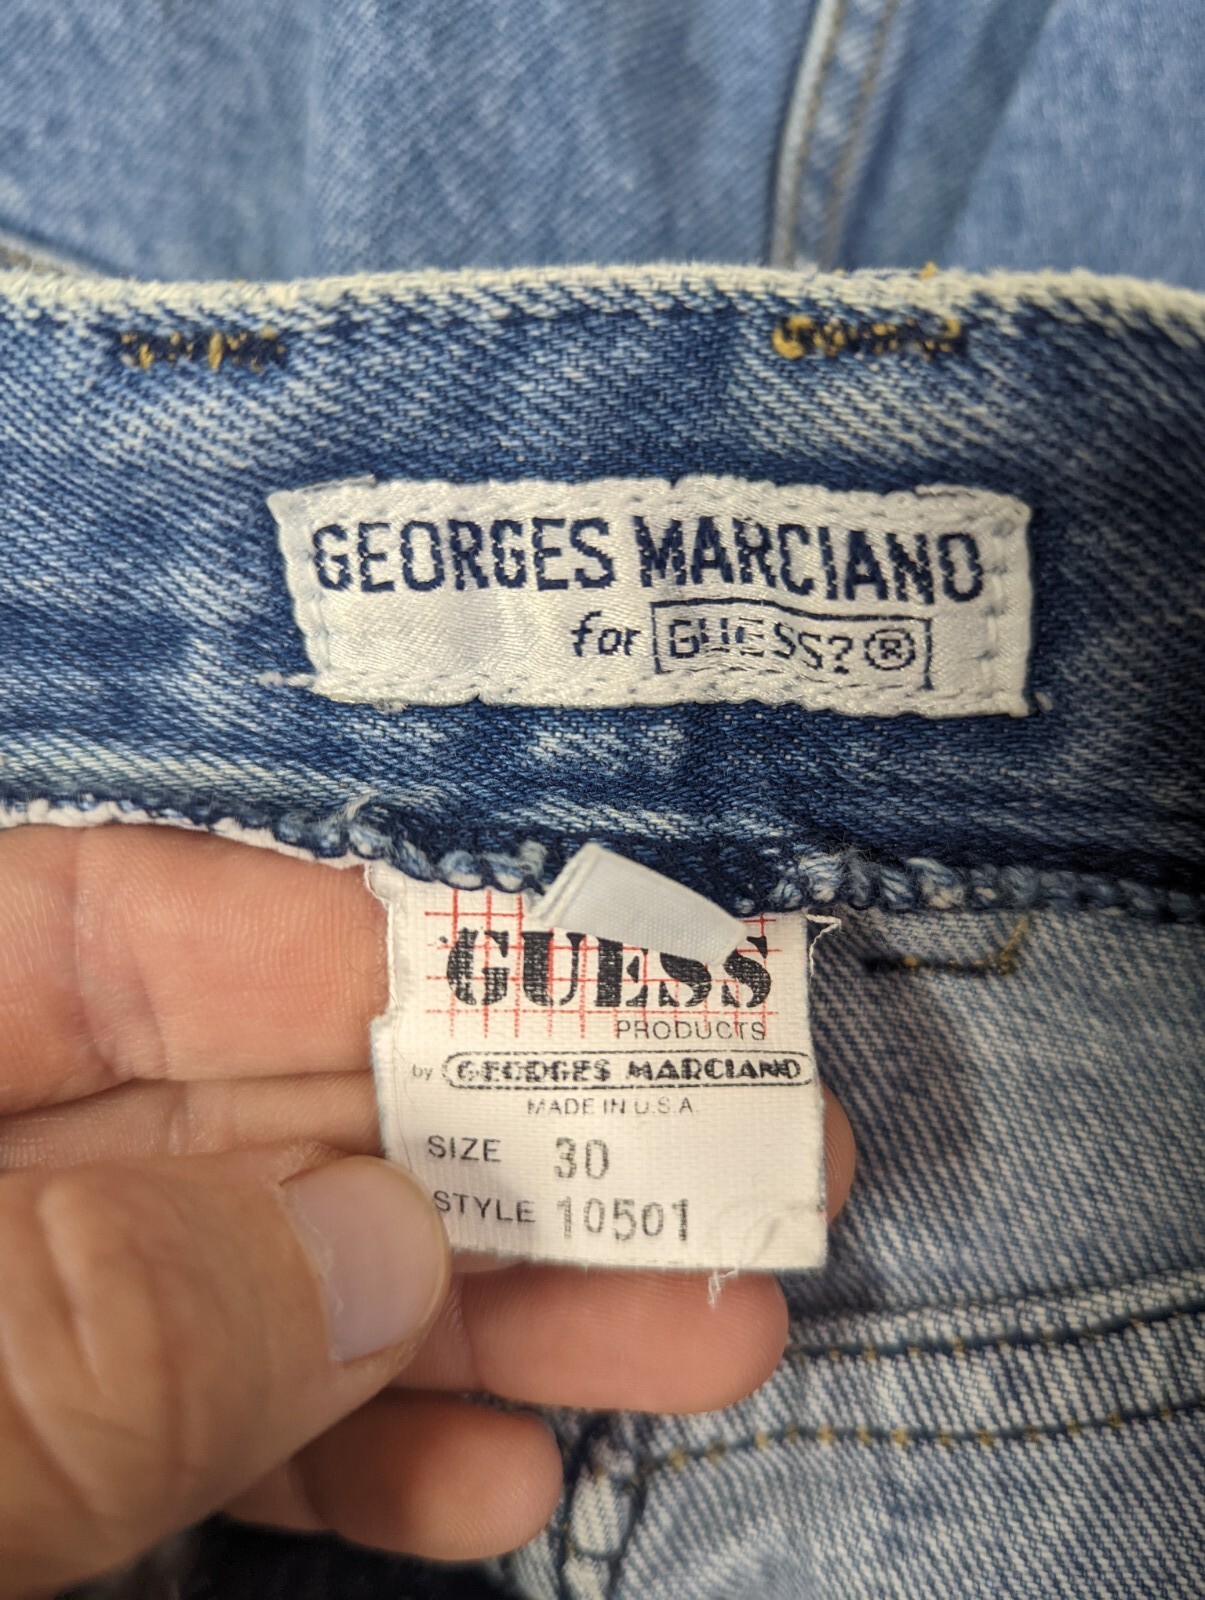 GEORGES MARCIANO
for GUESS?®
GUESS
PRODUCTS
by GEORGES MARCIANO
MADE IN U.S.A.
SIZE 30
STYLE 10501